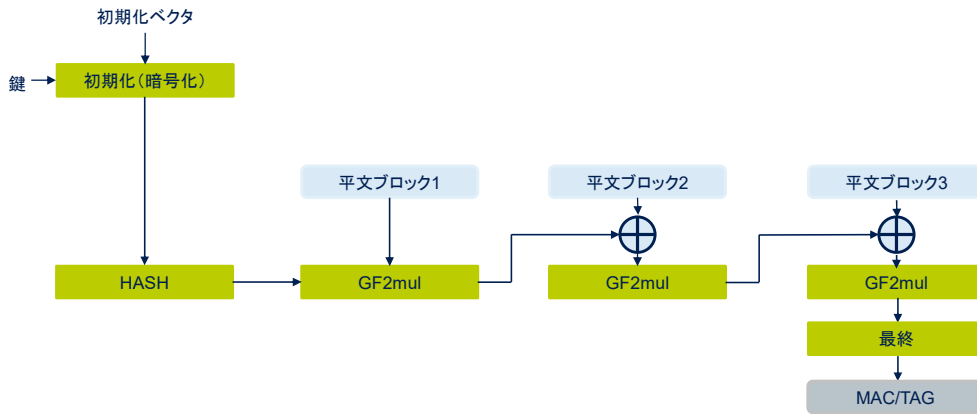 初期化ベクタ
鍵
初期化(暗号化)
平文ブロック1
平文ブロック2
平文ブロック3
HASH
GF2mul
GF2mul
GF2mul
最終
MAC/TAG